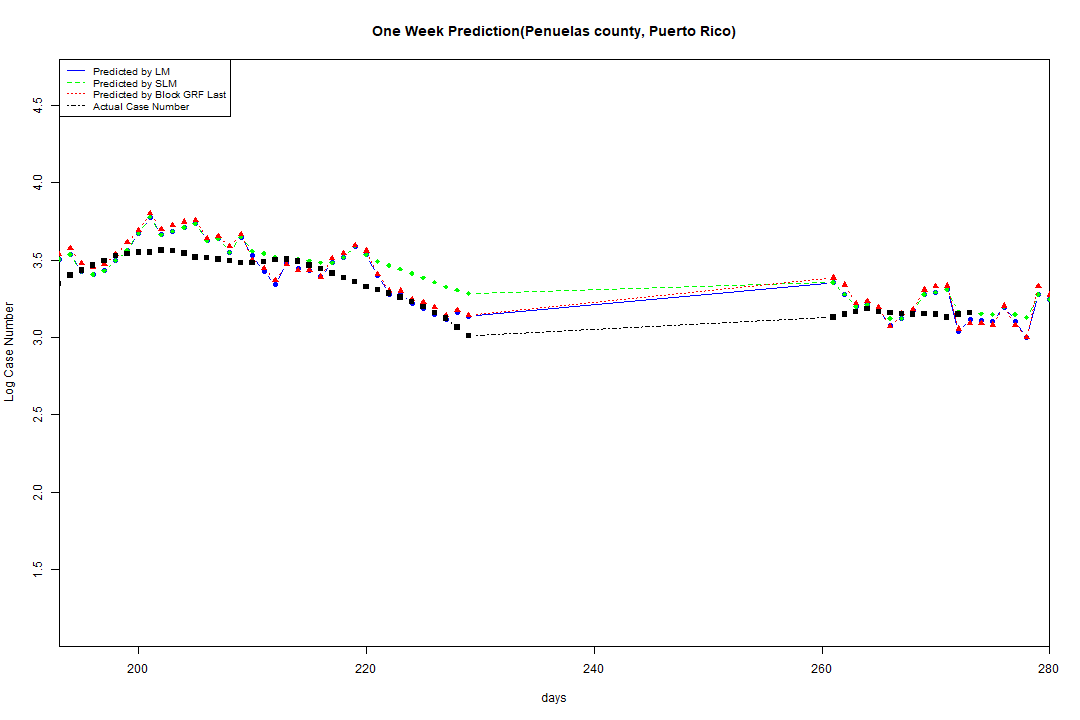 One Week Prediction(Penuelas county, Puerto Rico)
Predicted by LM
Predicted by SLM
Predicted by Block GRF Last
Actual Case Number
4.5
4.0
3.5
3.0
2.5
2.0
1.5
Log Case Number
200
220
240
260
280
days